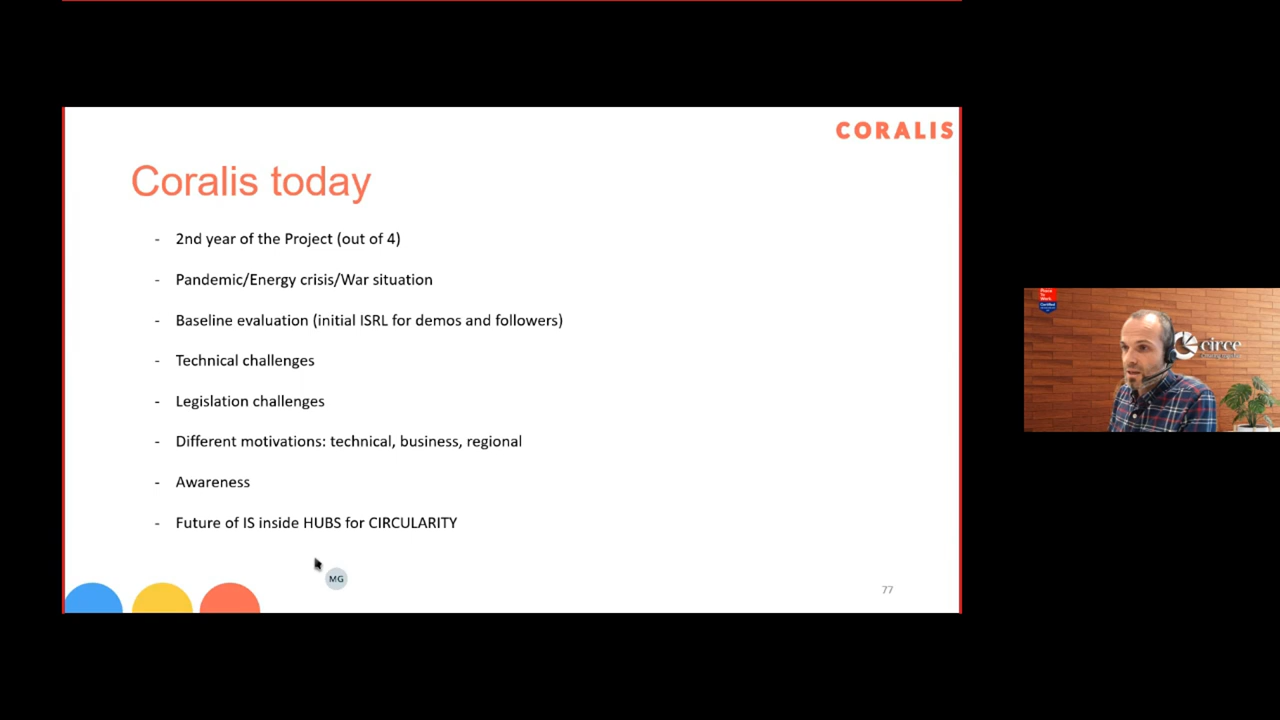 CORALIS
Coralis today
- 2nd year of the Project (out of 4)
- Pandemic/Energy crisis/War situation
- Baseline evaluation (initial ISRL for demos and followers)
- Technical challenges
- Legislation challenges
- Different motivations: technical, business, regional
- Awareness
- Future of IS inside HUBS for CIRCULARITY
MG
77
circe